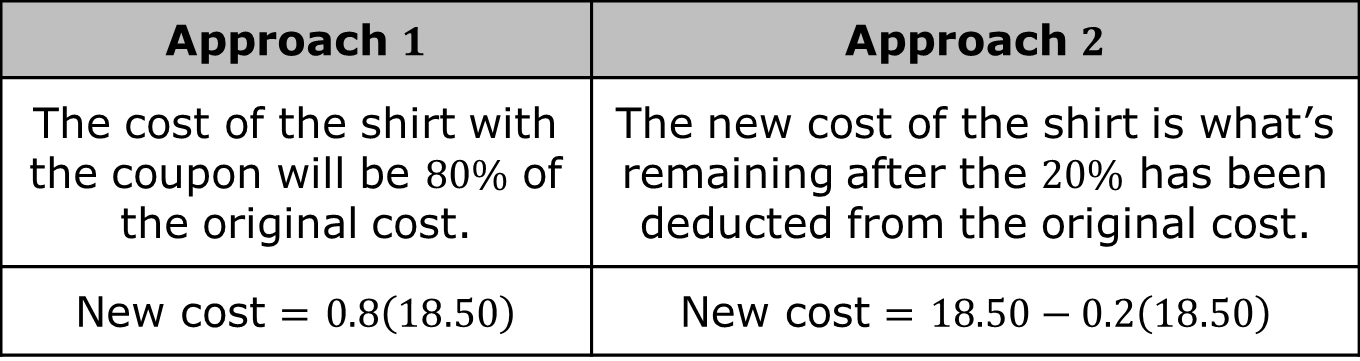 Approach 1
Approach 2
The cost of the shirt with
the coupon will be 80% of
the original cost.
The new cost of the shirt is what’s
remaining after the 20% has been
deducted from the original cost.
New cost = 0.8(18.50)
New cost = 18.50 − 0.2(18.50)